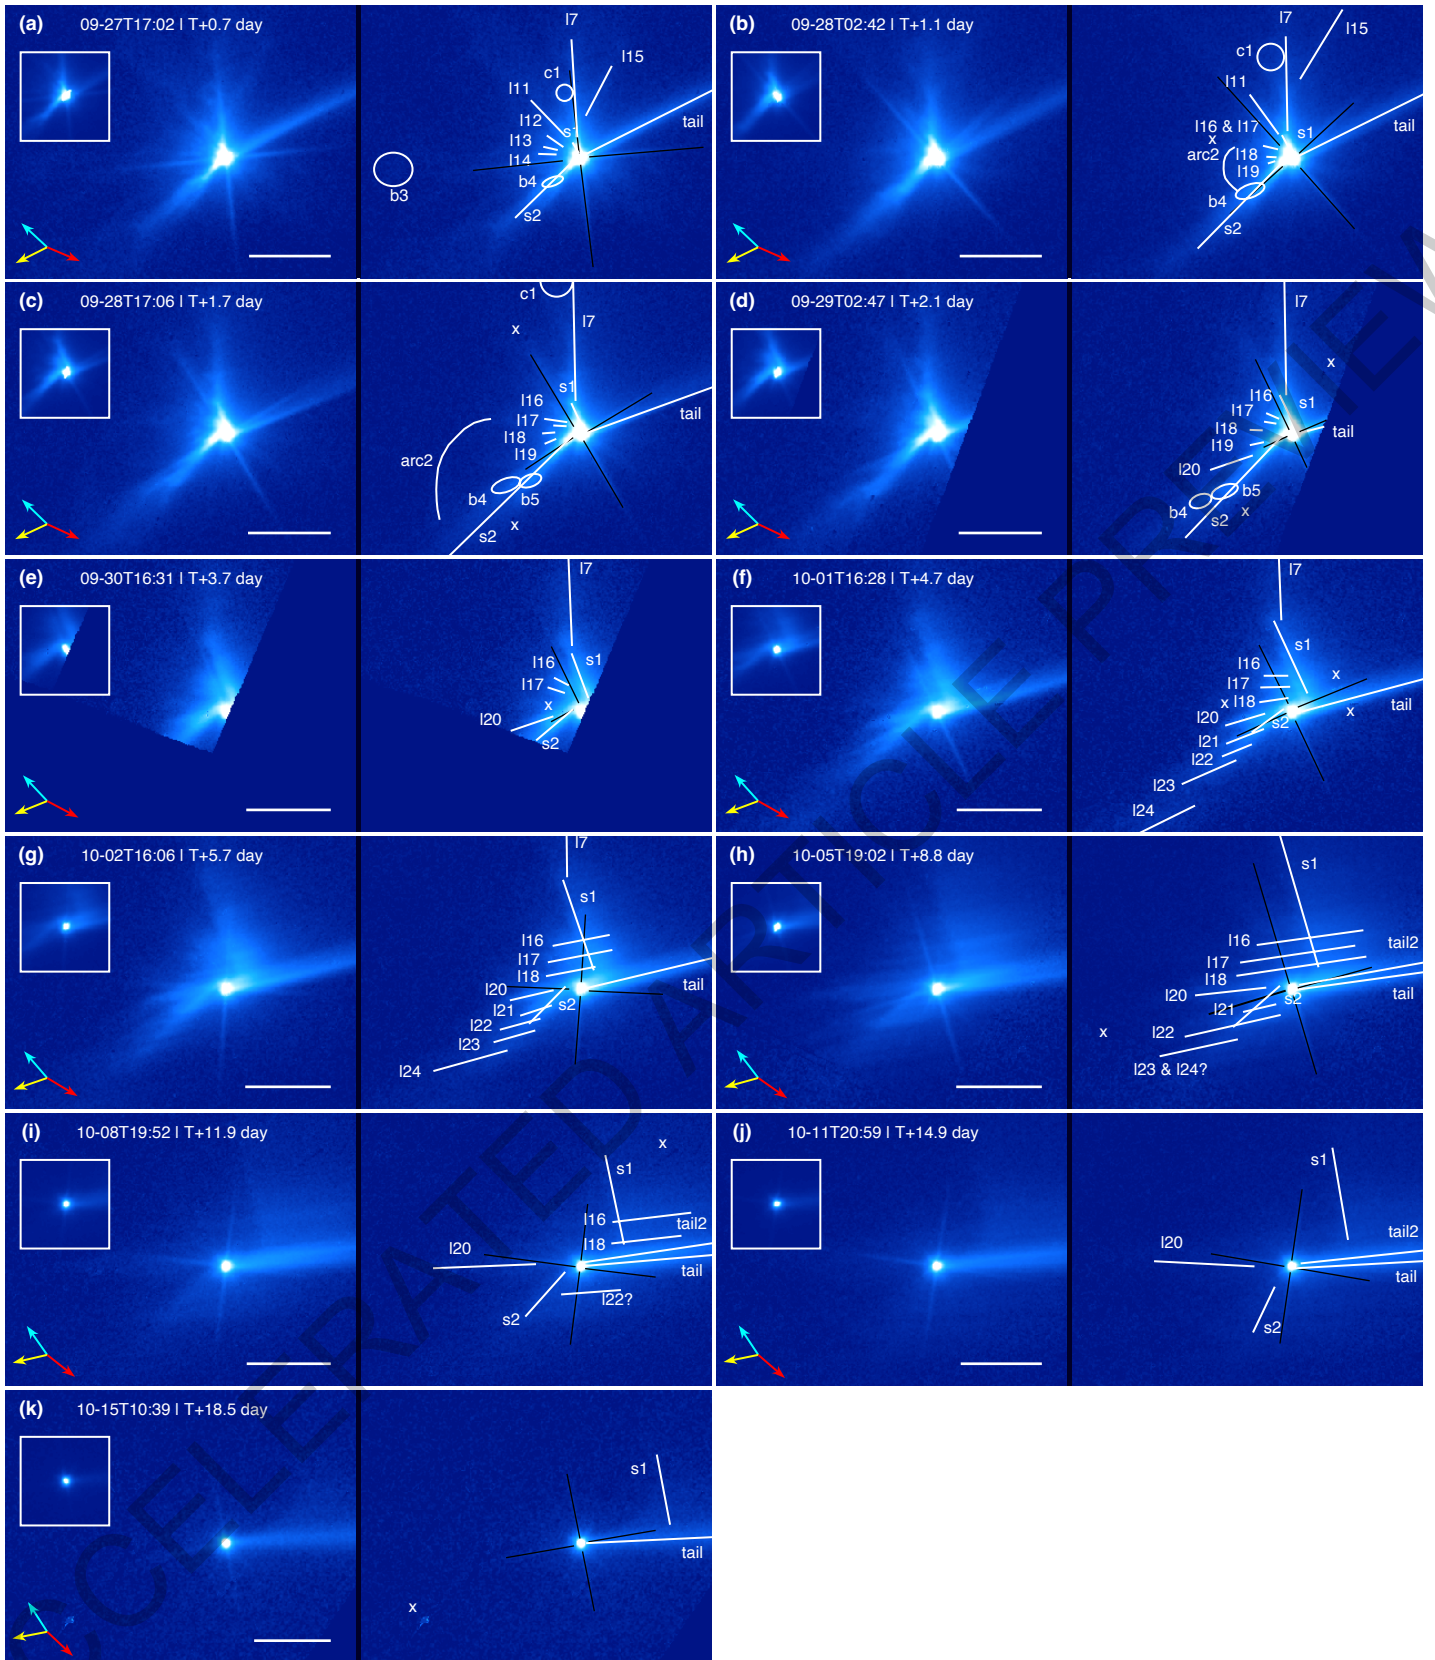 (a) 09-27T17:02 | T+0.7 day
l7
l15
c1
l11
l12
s1
l13
l14
tail
b3
b4
s2
(b) 09-28T02:42 | T+1.1 day
l7
l15
c1
l11
l16 & l17
s1
x
arc2
l18
l19
tail
b4
s2
(c) 09-28T17:06 | T+1.7 day
c1
l7
x
s1
l16
l17
l18
l19
tail
arc2
b4
b5
x
s2
(d) 09-29T02:47 | T+2.1 day
l7
x
l16
s1
l17
l18
l19
tail
l20
b5
b4
x
s2
(e) 09-30T16:31 | T+3.7 day
l7
l16
s1
l17
x
l20
s2
(f) 10-01T16:28 | T+4.7 day
l7
s1
l16
x
l17
x
l18
x
tail
l20
s2
l21
l22
l23
l24
(g) 10-02T16:06 | T+5.7 day
l7
s1
l16
l17
l18
tail
l20
s2
l21
l22
l23
l24
(h) 10-05T19:02 | T+8.8 day
s1
l16
tail2
l17
l18
l20
s2
tail
l21
x
l22
l23 & l24?
(i) 10-08T19:52 | T+11.9 day
x
s1
l16
tail2
l18
l20
tail
l22?
s2
(j) 10-11T20:59 | T+14.9 day
s1
tail2
l20
tail
s2
(k) 10-15T10:39 | T+18.5 day
s1
tail
x
ACCELERATED ARTICLE PREVIEW